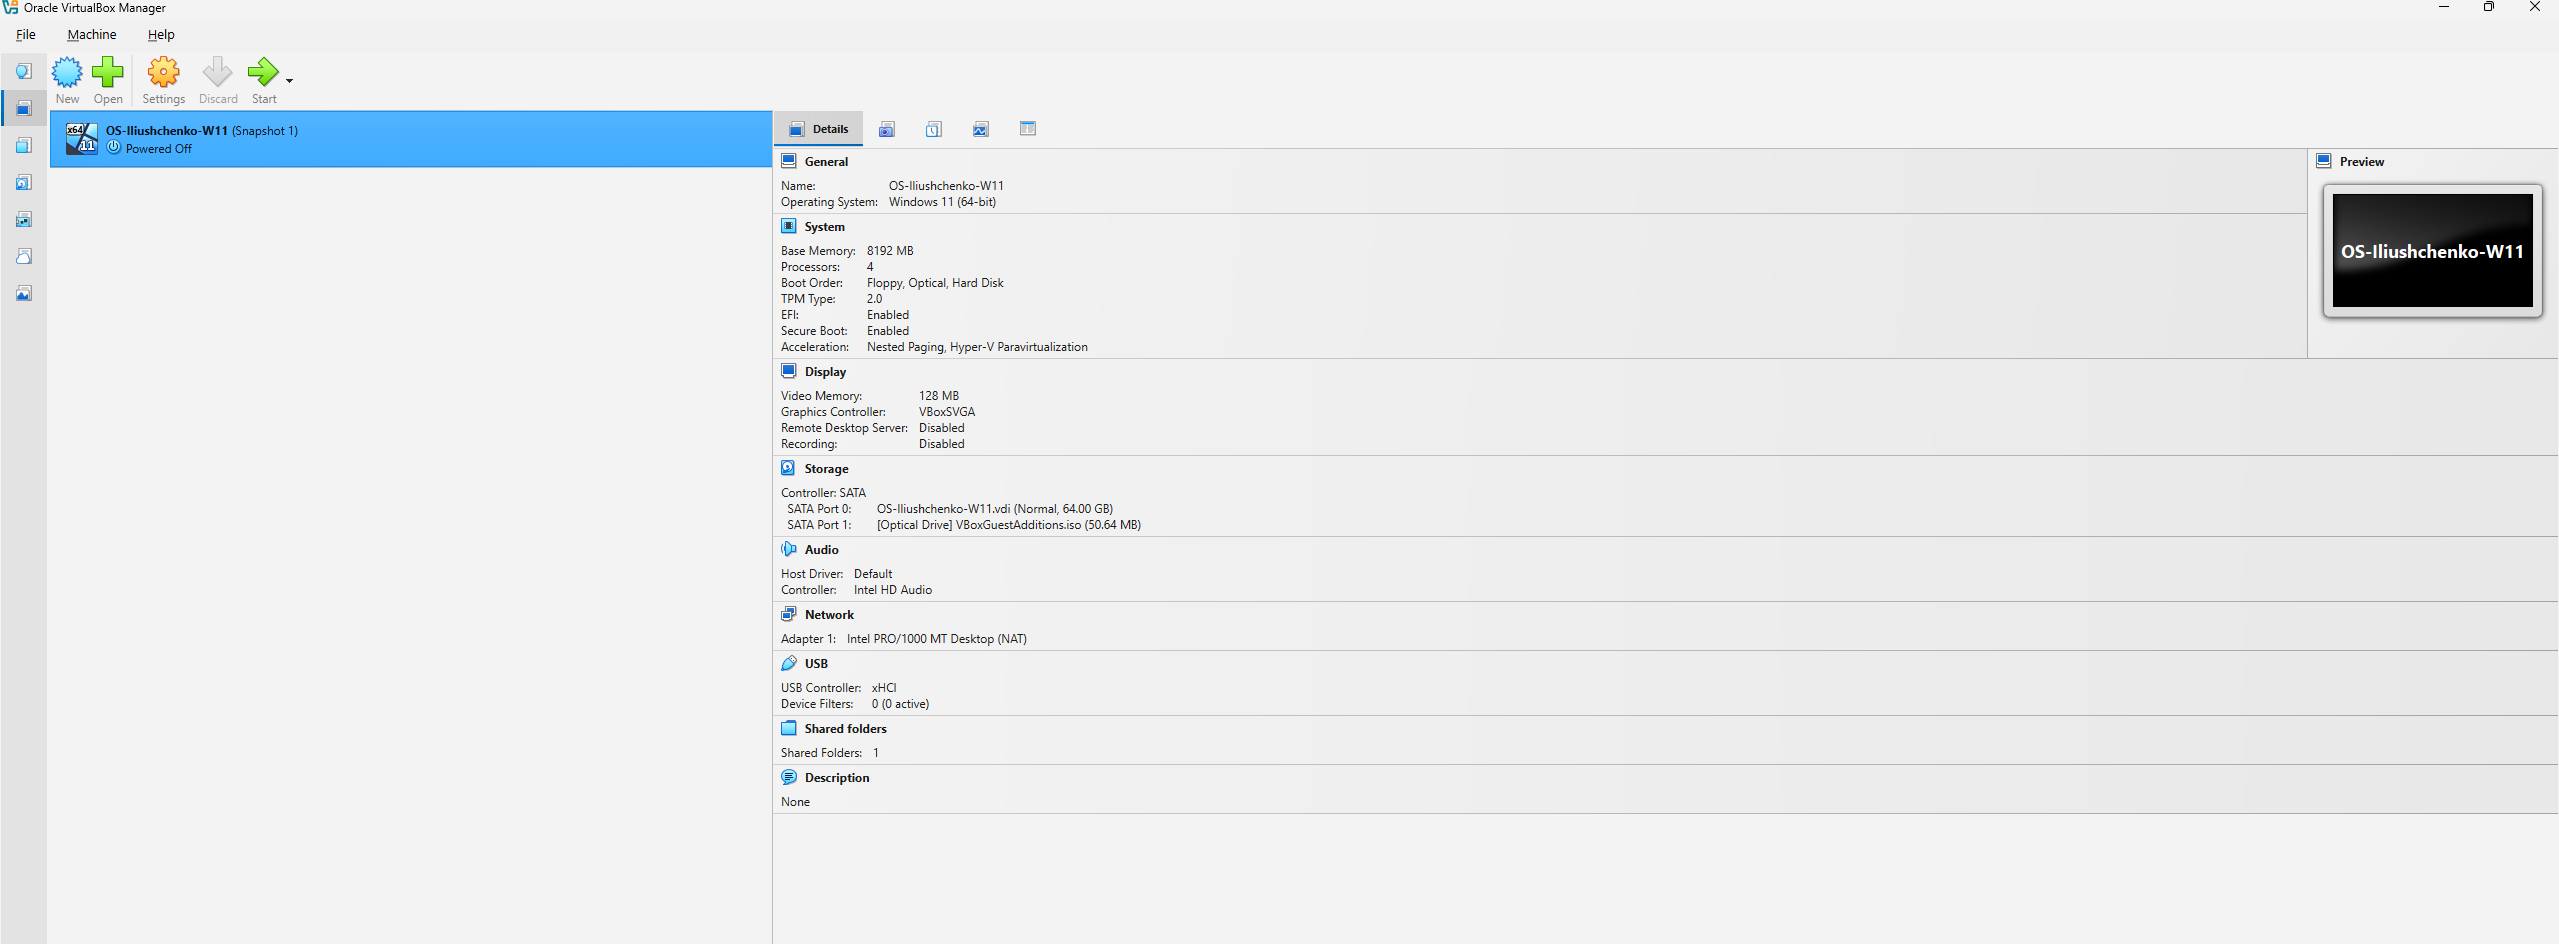 Oracle VirtualBox Manager
File Machine Help
New Open Settings Discard Start
x64 11
OS-Iliushchenko-W11 (Snapshot 1)
Powered Off
Details
General
Name: OS-Iliushchenko-W11
Operating System: Windows 11 (64-bit)
Preview
OS-Iliushchenko-W11
System
Base Memory: 8192 MB
Processors: 4
Boot Order: Floppy, Optical, Hard Disk
TPM Type: 2.0
EFI: Enabled
Secure Boot: Enabled
Acceleration: Nested Paging, Hyper-V Paravirtualization
Display
Video Memory: 128 MB
Graphics Controller: VBoxSVGA
Remote Desktop Server: Disabled
Recording: Disabled
Storage
Controller: SATA
SATA Port 0: OS-Iliushchenko-W11.vdi (Normal, 64.00 GB)
SATA Port 1: [Optical Drive] VBoxGuestAdditions.iso (50.64 MB)
Audio
Host Driver: Default
Controller: Intel HD Audio
Network
Adapter 1: Intel PRO/1000 MT Desktop (NAT)
USB
USB Controller: xHCI
Device Filters: 0 (0 active)
Shared folders
Shared Folders: 1
Description
None